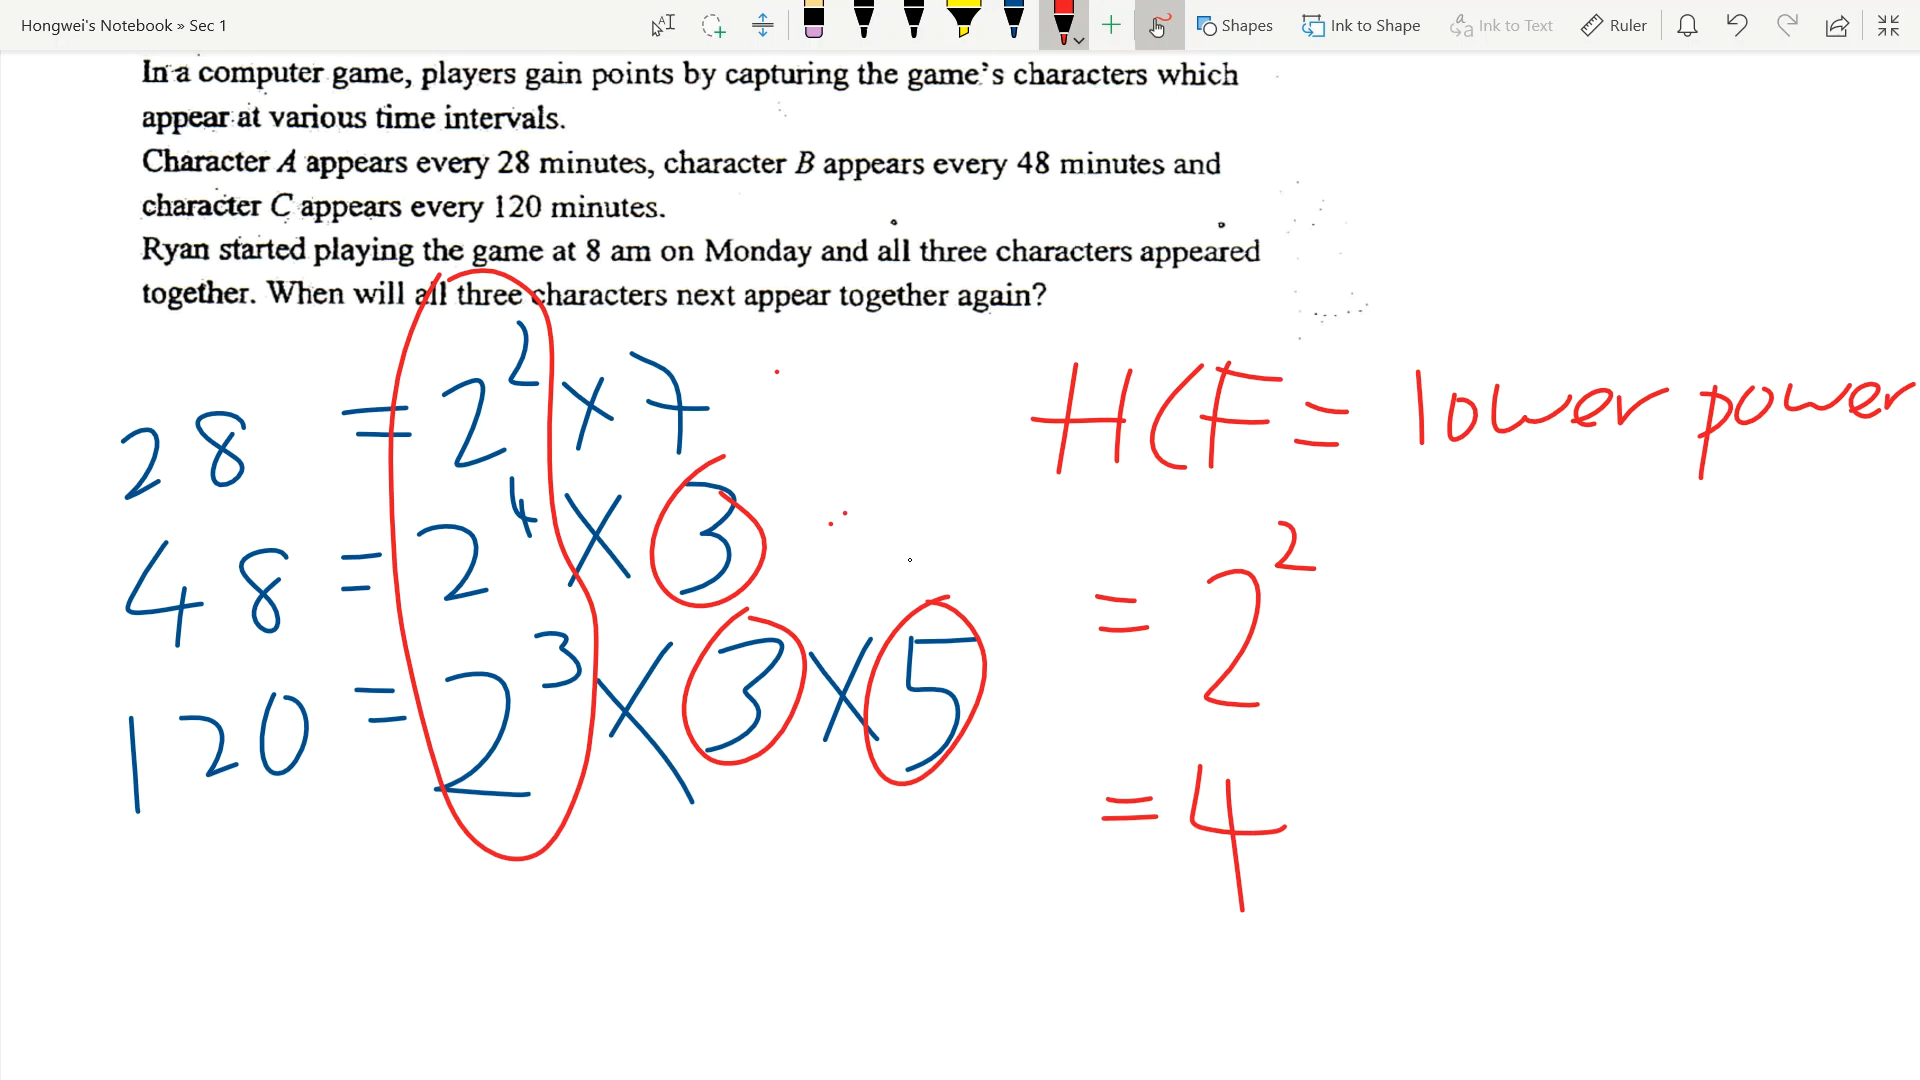 Hongwei's Notebook » Sec 1
Shapes
Ink to Shape
Ink to Text
Ruler
In a computer game, players gain points by capturing the game's characters which
appear at various time intervals.
Character A appears every 28 minutes, character B appears every 48 minutes and
character C appears every 120 minutes.
Ryan started playing the game at 8 am on Monday and all three characters appeared
together. When will all three characters next appear together again?
28 = 2² × 7
48 = 2⁴ × 3
120 = 2³ × 3 × 5
HCF = lower power
= 2²
= 4